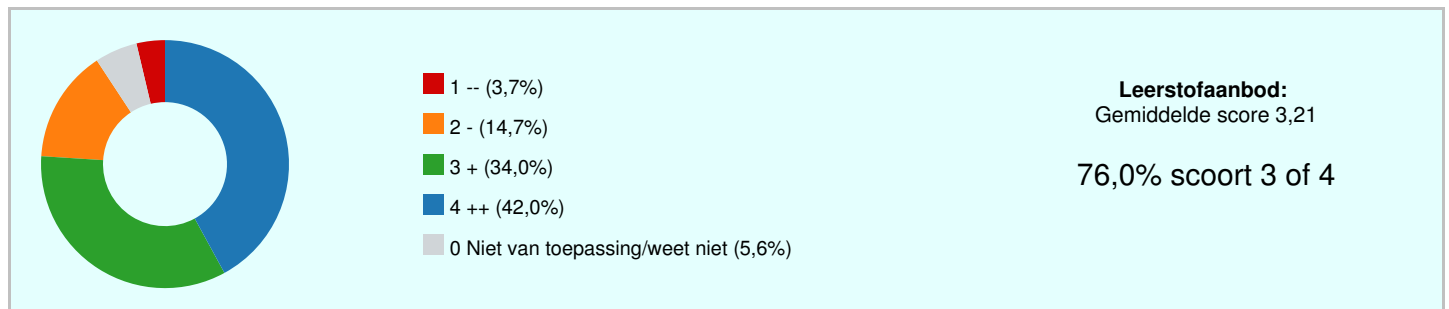 1 -- (3,7%)
2 - (14,7%)
3 + (34,0%)
4 ++ (42,0%)
0 Niet van toepassing/weet niet (5,6%)
Leerstofaanbod:
Gemiddelde score 3,21
76,0% scoort 3 of 4